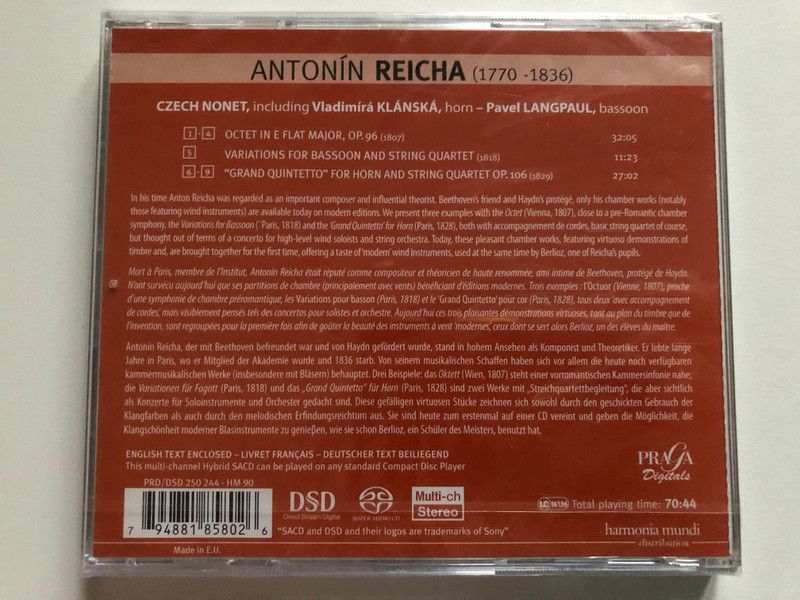 ANTONÍN REICHA (1770 -1836)
CZECH NONET, including Vladimírá KLÁNSKÁ, horn – Pavel LANGPAUL, bassoon
1 - 4 OCTET IN E FLAT MAJOR, OP. 96 (1807) 32:05
5 VARIATIONS FOR BASSOON AND STRING QUARTET (1818) 11:23
6 - 9 “GRAND QUINTETTO” FOR HORN AND STRING QUARTET OP. 106 (1829) 27:02
In his time Anton Reicha was regarded as an important composer and influential theorist. Beethoven's friend and Haydn's protégé, only his chamber works (notably
those featuring wind instruments) are available today on modern editions. We present three examples with the Octet (Vienna, 1807), close to a pre-Romantic chamber
symphony, the Variations for Bassoon (¨Paris, 1818) and the 'Grand Quintetto' for Horn (Paris, 1828), both with accompagnement de cordes, basic string quartet of course,
but thought out in terms of a concerto for high-level wind soloists and string orchestra. Today, these pleasant chamber works, featuring virtuoso demonstrations of
timbre and, are brought together for the first time, offering a taste of 'modern' wind instruments, used at the same time by Berlioz, one of Reicha's pupils.
Mort à Paris, membre de l'Institut, Antonín Reicha était réputé comme compositeur et théoricien de haute renommée, ami intime de Beethoven, protégé de Haydn.
N'ont survécu aujourd'hui que ses partitions de chambre (principalement avec vents) bénéficiant d'éditions modernes. Trois exemples : l'Octuor (Vienne, 1807), proche
d'une symphonie de chambre préromantique, les Variations pour basson (Paris, 1818) et le 'Grand Quintetto' pour cor (Paris, 1828), tous deux 'avec accompagnement
de cordes', mais visiblement pensés tels des concertos pour solistes et orchestre. Aujourd'hui ces trois plaisantes démonstrations virtuoses, tant au plan du timbre que de
l'invention, sont regroupées pour la première fois afin de goûter la beauté des instruments à vent 'modernes', ceux dont se sert alors Berlioz, un des élèves du maître.
Antonín Reicha, der mit Beethoven befreundet war und von Haydn gefördert wurde, stand in hohem Ansehen als Komponist und Theoretiker. Er lebte lange
Jahre in Paris, wo er Mitglied der Akademie wurde und 1836 starb. Von seinem musikalischen Schaffen haben sich vor allem die heute noch verfügbaren
kammermusikalischen Werke (insbesondere mit Bläsern) behauptet. Drei Beispiele: das Oktett (Wien, 1807) steht einer vorromantischen Kammersinfonie nahe;
die Variationen für Fagott (Paris, 1818) und das „Grand Quintetto” für Horn (Paris, 1828) sind zwei Werke mit „Streichquartettbegleitung”, die aber sichtlich
als Konzerte für Soloinstrumente und Orchester gedacht sind. Diese gefälligen virtuosen Stücke zeichnen sich sowohl durch den geschickten Gebrauch der
Klangfarben als auch durch den melodischen Erfindungsreichtum aus. Sie sind heute zum erstenmal auf einer CD vereint und geben die Möglichkeit, die
Klangschönheit moderner Blasinstrumente zu genießen, wie sie schon Berlioz, ein Schüler des Meisters, benutzt hat.
ENGLISH TEXT ENCLOSED – LIVRET FRANÇAIS – DEUTSCHER TEXT BEILIEGEND
This multi-channel Hybrid SACD can be played on any standard Compact Disc Player
PRAGA
Digitals
PRD/DSD 250 244 - HM 90
7 94881 85802 6
Made in E.U.
DSD
Direct Stream Digital
SUPER AUDIO CD
Multi-ch
Stereo
LC 16136 Total playing time: 70:44
“SACD and DSD and their logos are trademarks of Sony”
harmonia mundi
distribution